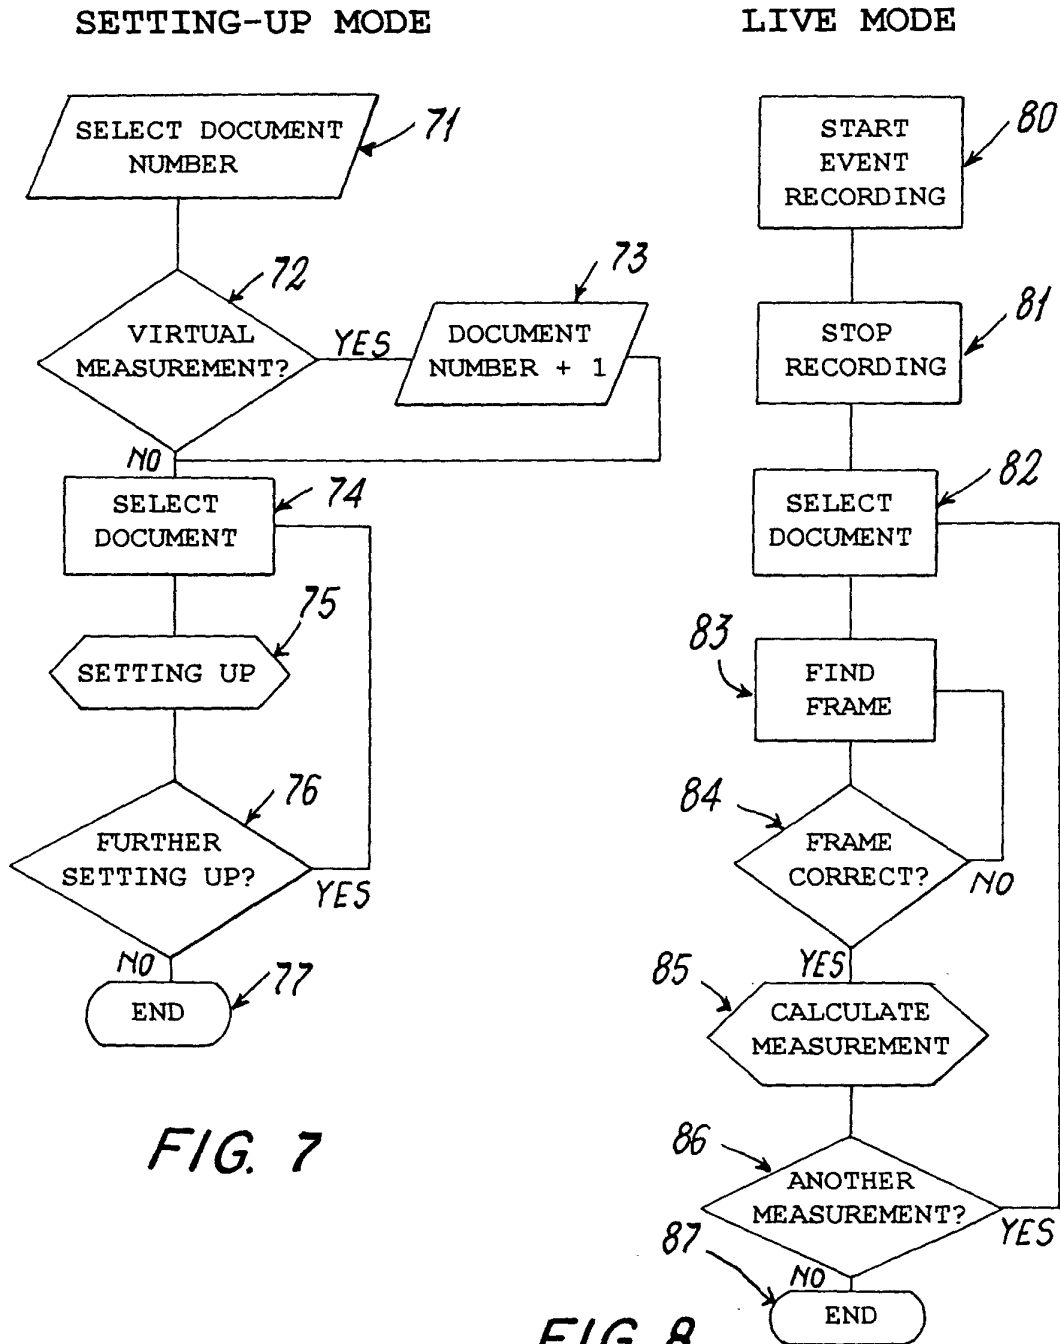 SETTING-UP MODE
SELECT DOCUMENT
NUMBER
71
VIRTUAL
MEASUREMENT?
72
YES
NO
DOCUMENT
NUMBER + 1
73
SELECT
DOCUMENT
74
SETTING UP
75
FURTHER
SETTING UP?
76
YES
NO
END
77
FIG. 7
LIVE MODE
START
EVENT
RECORDING
80
STOP
RECORDING
81
SELECT
DOCUMENT
82
FIND
FRAME
83
FRAME
CORRECT?
84
NO
YES
CALCULATE
MEASUREMENT
85
ANOTHER
MEASUREMENT?
86
YES
NO
END
87
FIG. 8